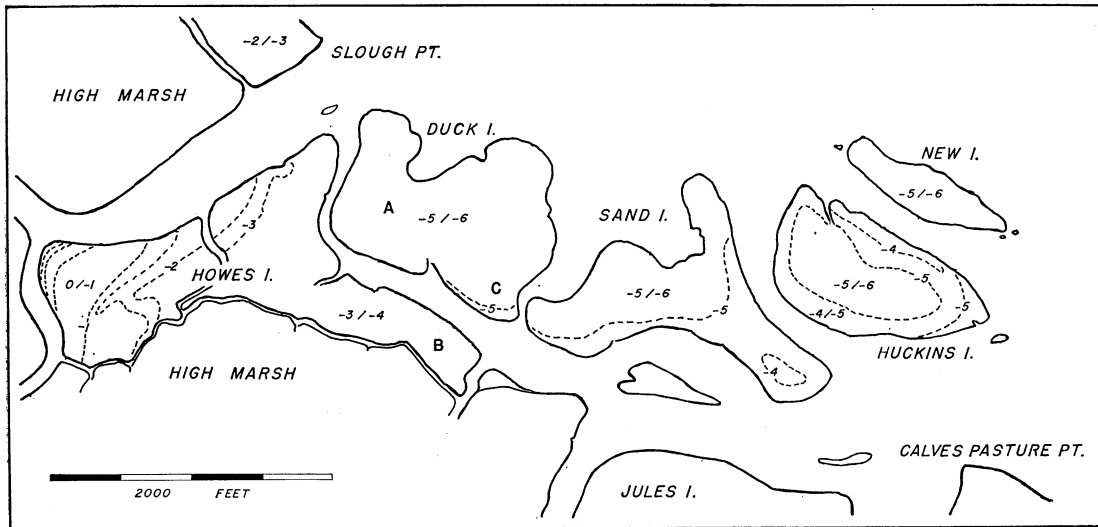 -2/-3
SLOUGH PT.
HIGH MARSH
DUCK I.
NEW I.
-5/-6
A
-5/-6
SAND I.
-3
-4
-2
HOWES I.
0/-1
-5
-5/-6
C
-5/-6
-5
-5
-4/-5
-5
-3/-4
-1
B
HUCKINS I.
HIGH MARSH
-4
CALVES PASTURE PT.
2000 FEET
JULES I.